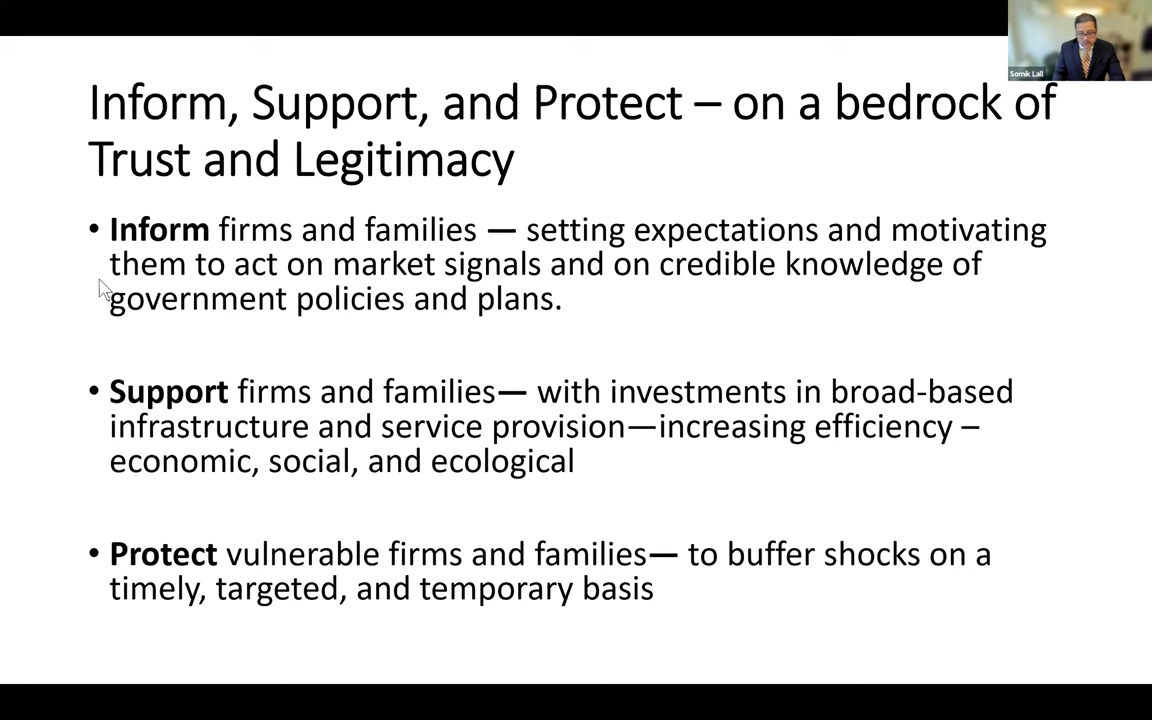 Somik Lall
Inform, Support, and Protect – on a bedrock of
Trust and Legitimacy
• Inform firms and families — setting expectations and motivating
them to act on market signals and on credible knowledge of
government policies and plans.
• Support firms and families— with investments in broad-based
infrastructure and service provision—increasing efficiency –
economic, social, and ecological
• Protect vulnerable firms and families— to buffer shocks on a
timely, targeted, and temporary basis